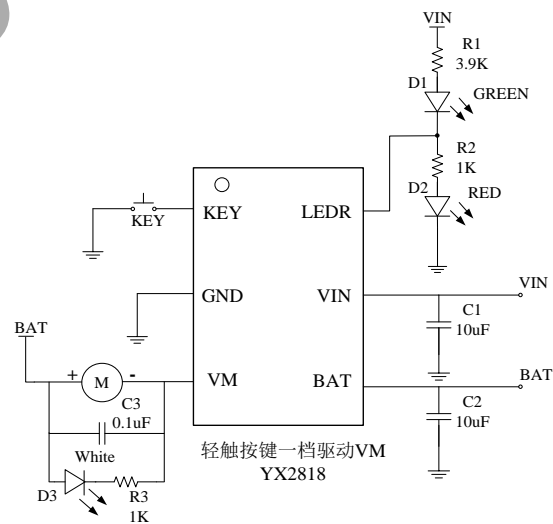 VIN
R1
3.9K
D1
GREEN
R2
1K
D2
RED
KEY
KEY
LEDR
GND
VIN
VIN
C1
10uF
BAT
+
M
-
VM
BAT
BAT
C3
0.1uF
C2
10uF
White
D3
R3
1K
轻触按键一档驱动VM
YX2818